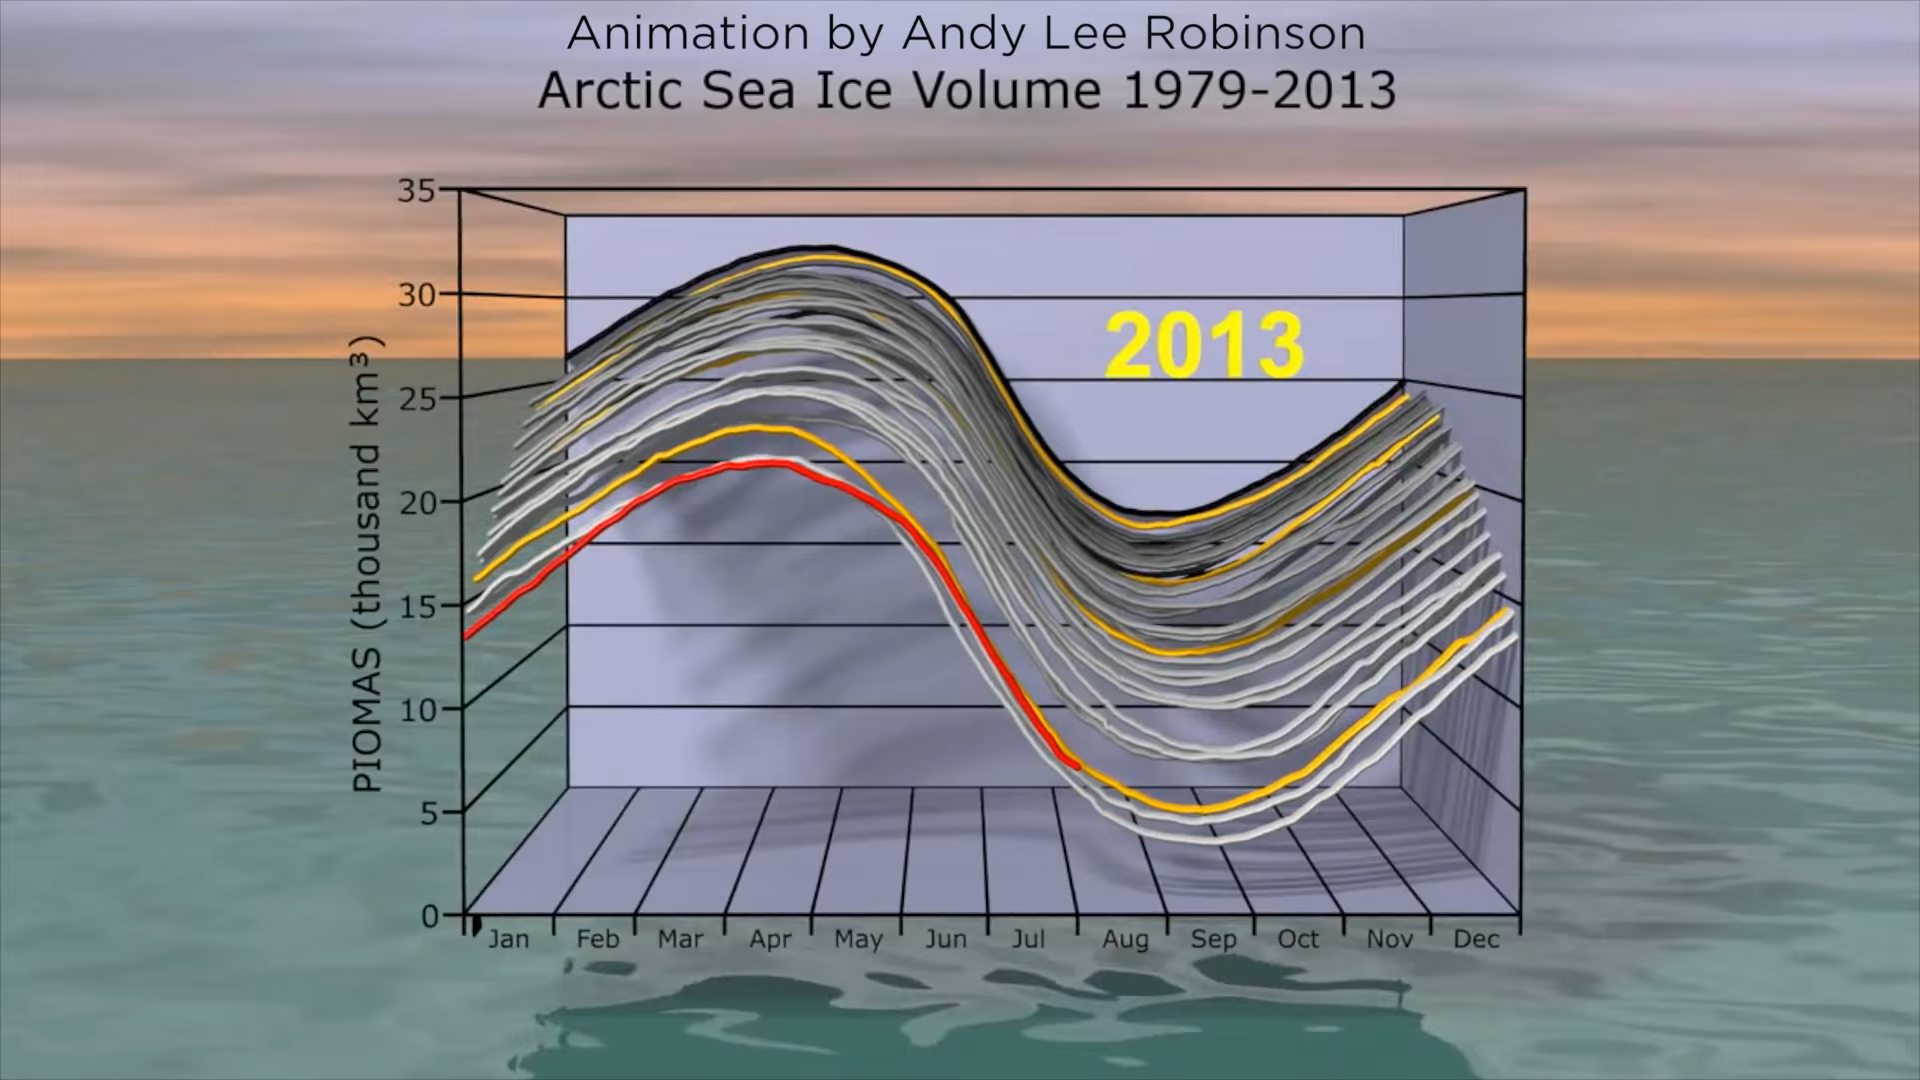 Animation by Andy Lee Robinson
Arctic Sea Ice Volume 1979-2013
35
30
25
20
15
10
5
0
PIOMAS (thousand km³)
2013
Jan Feb Mar Apr May Jun Jul Aug Sep Oct Nov Dec